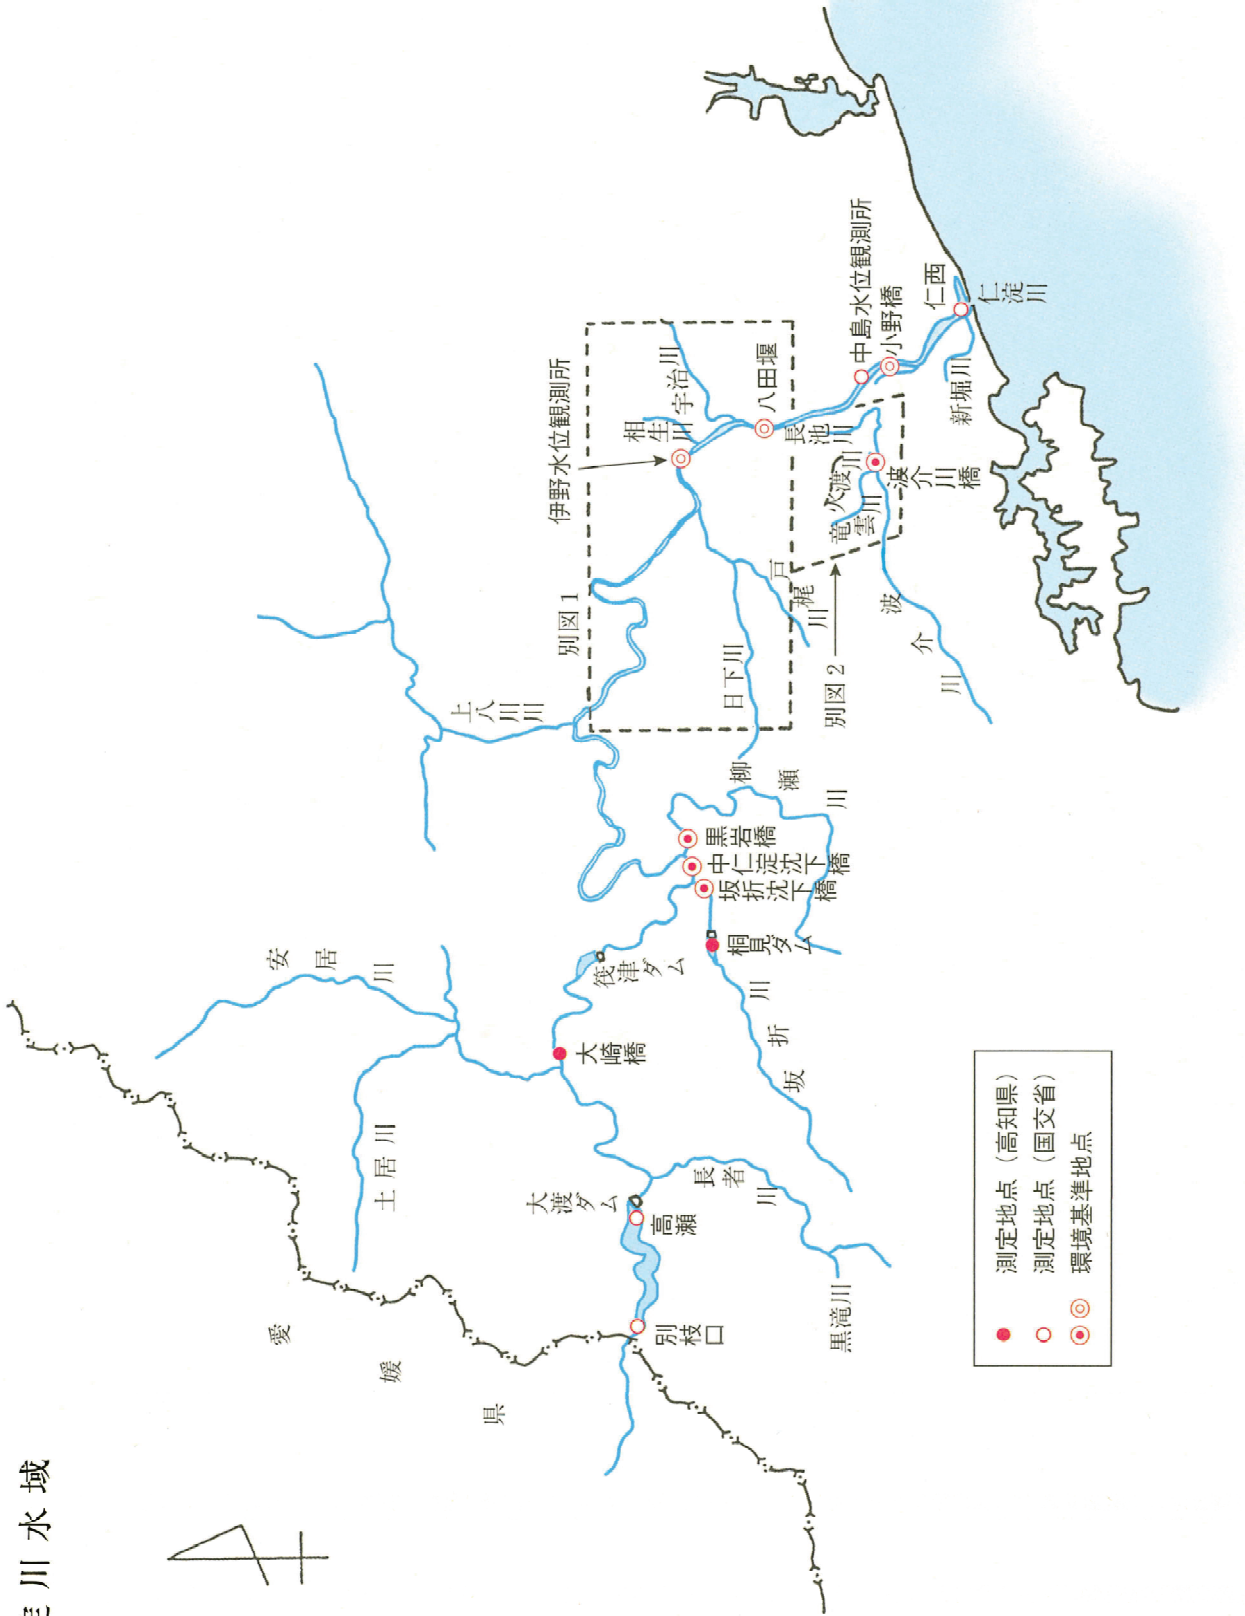 川水域
愛媛県
安居川
土居川
上八川川
大渡ダム
高瀬
別枝口
長者川
黒滝川
大崎橋
筏津ダム
桐見ダム
坂折川
坂折沈下橋
中仁淀沈下橋
黒岩橋
柳瀬川
日下川
戸梶川
別図1
伊野水位観測所
相生川
宇治川
八田堰
長池川
火渡川
竜雲川
波介川橋
波介川
別図2
中島水位観測所
小野橋
新堀川
仁西
仁淀川
測定地点（高知県）
測定地点（国交省）
環境基準地点